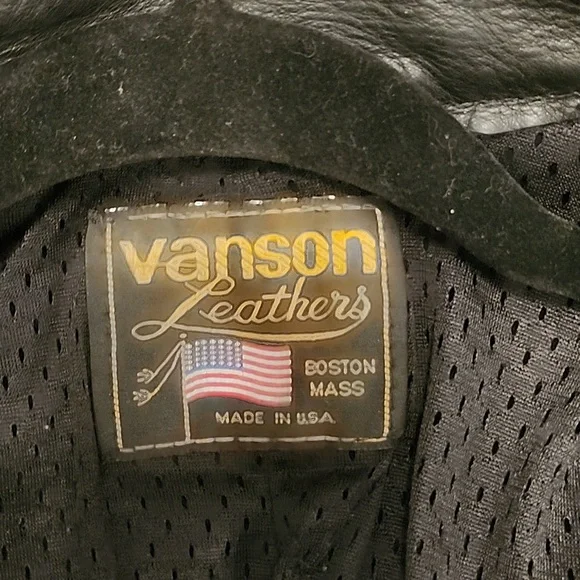 vanson
Leathers
BOSTON
MASS
MADE IN U.S.A.